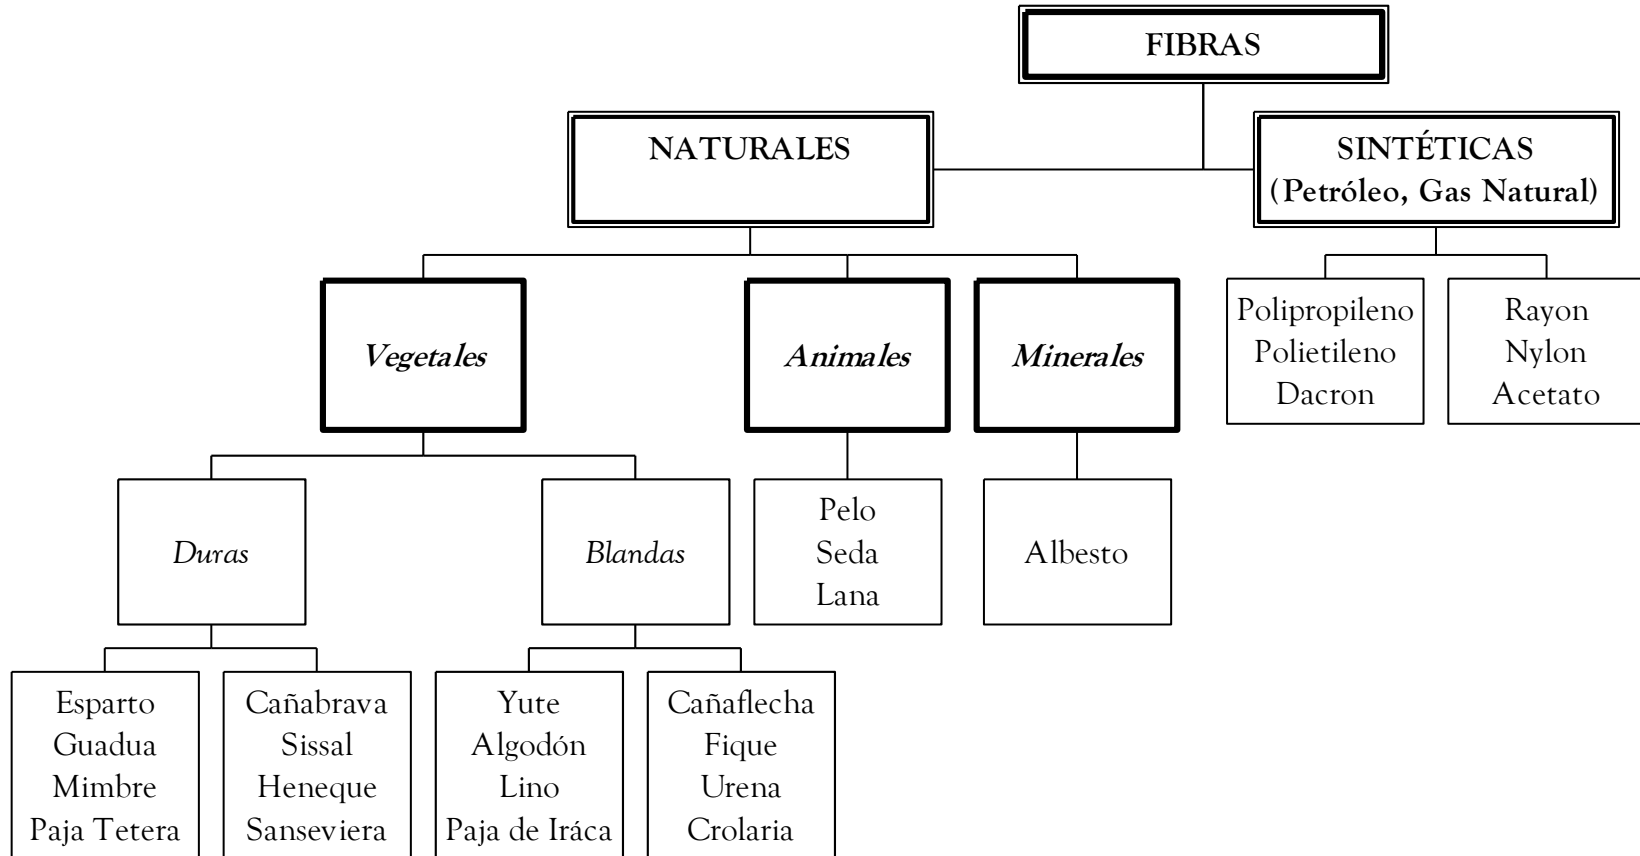 FIBRAS
NATURALES
SINTÉTICAS
(Petróleo, Gas Natural)
Vegetales
Animales
Minerales
Polipropileno
Polietileno
Dacron
Rayon
Nylon
Acetato
Duras
Blandas
Pelo
Seda
Lana
Albesto
Esparto
Guadua
Mimbre
Paja Tetera
Cañabrava
Sissal
Heneque
Sanseviera
Yute
Algodón
Lino
Paja de Iráca
Cañaflecha
Fique
Urena
Crolaria